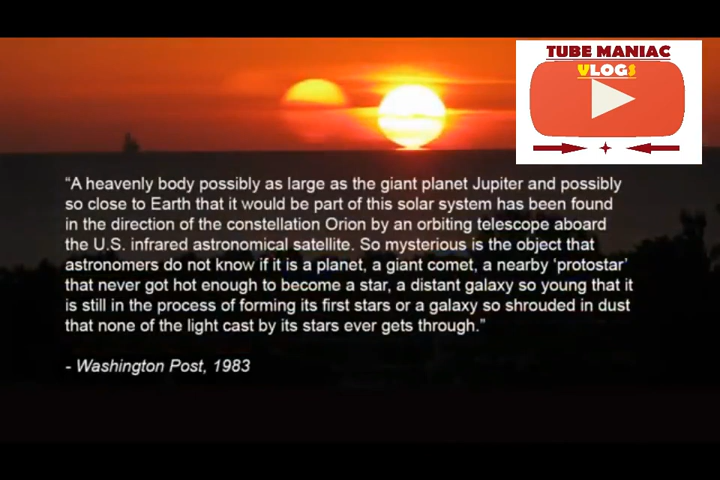 TUBE MANIAC
VLOGS
“A heavenly body possibly as large as the giant planet Jupiter and possibly
so close to Earth that it would be part of this solar system has been found
in the direction of the constellation Orion by an orbiting telescope aboard
the U.S. infrared astronomical satellite. So mysterious is the object that
astronomers do not know if it is a planet, a giant comet, a nearby ‘protostar’
that never got hot enough to become a star, a distant galaxy so young that it
is still in the process of forming its first stars or a galaxy so shrouded in dust
that none of the light cast by its stars ever gets through.”
- Washington Post, 1983